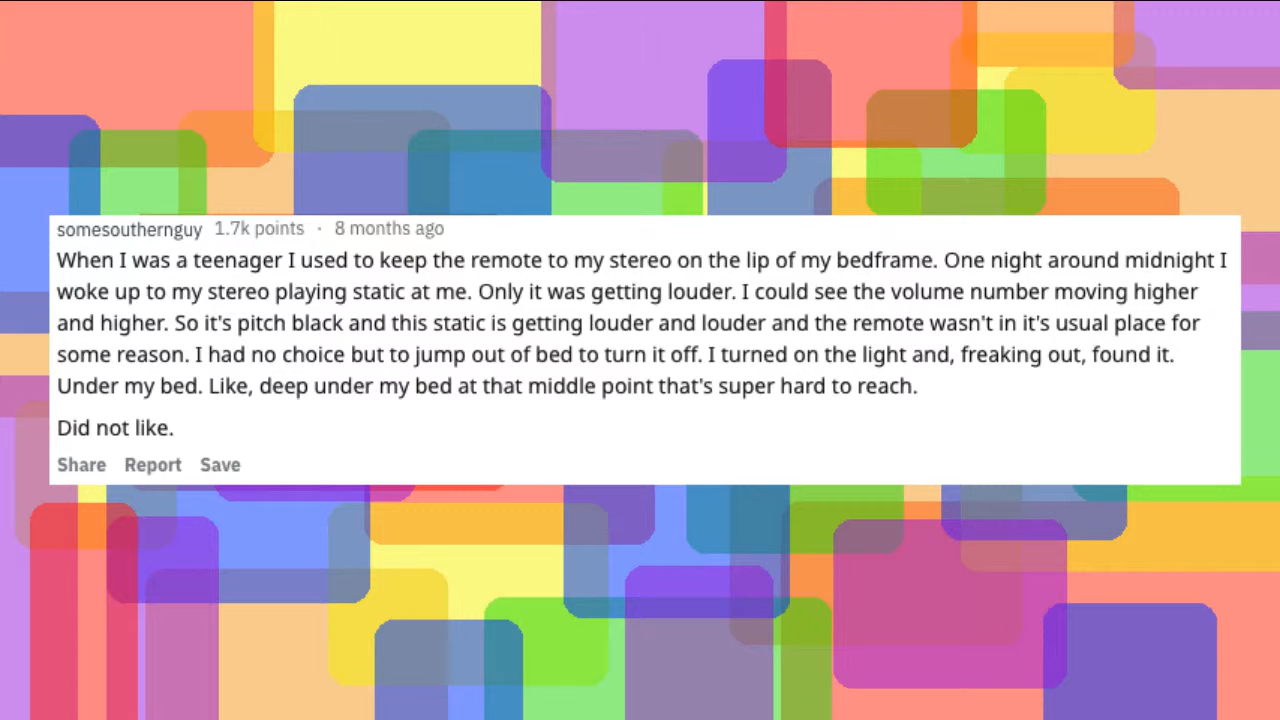 somesouthernguy 1.7k points · 8 months ago
When I was a teenager I used to keep the remote to my stereo on the lip of my bedframe. One night around midnight I
woke up to my stereo playing static at me. Only it was getting louder. I could see the volume number moving higher
and higher. So it's pitch black and this static is getting louder and louder and the remote wasn't in it's usual place for
some reason. I had no choice but to jump out of bed to turn it off. I turned on the light and, freaking out, found it.
Under my bed. Like, deep under my bed at that middle point that's super hard to reach.
Did not like.
Share Report Save